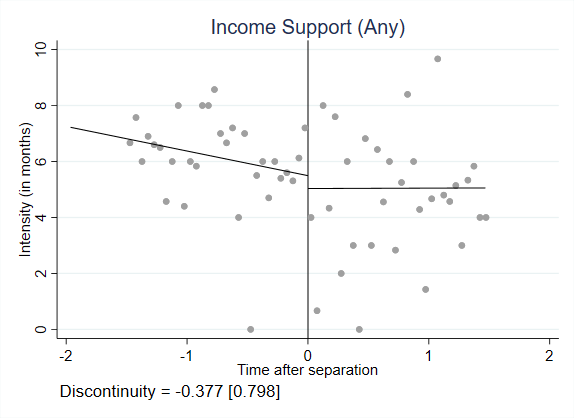 Income Support (Any)
Intensity (in months)
10
8
6
4
2
0
-2 -1 0 1 2
Time after separation
Discontinuity = -0.377 [0.798]